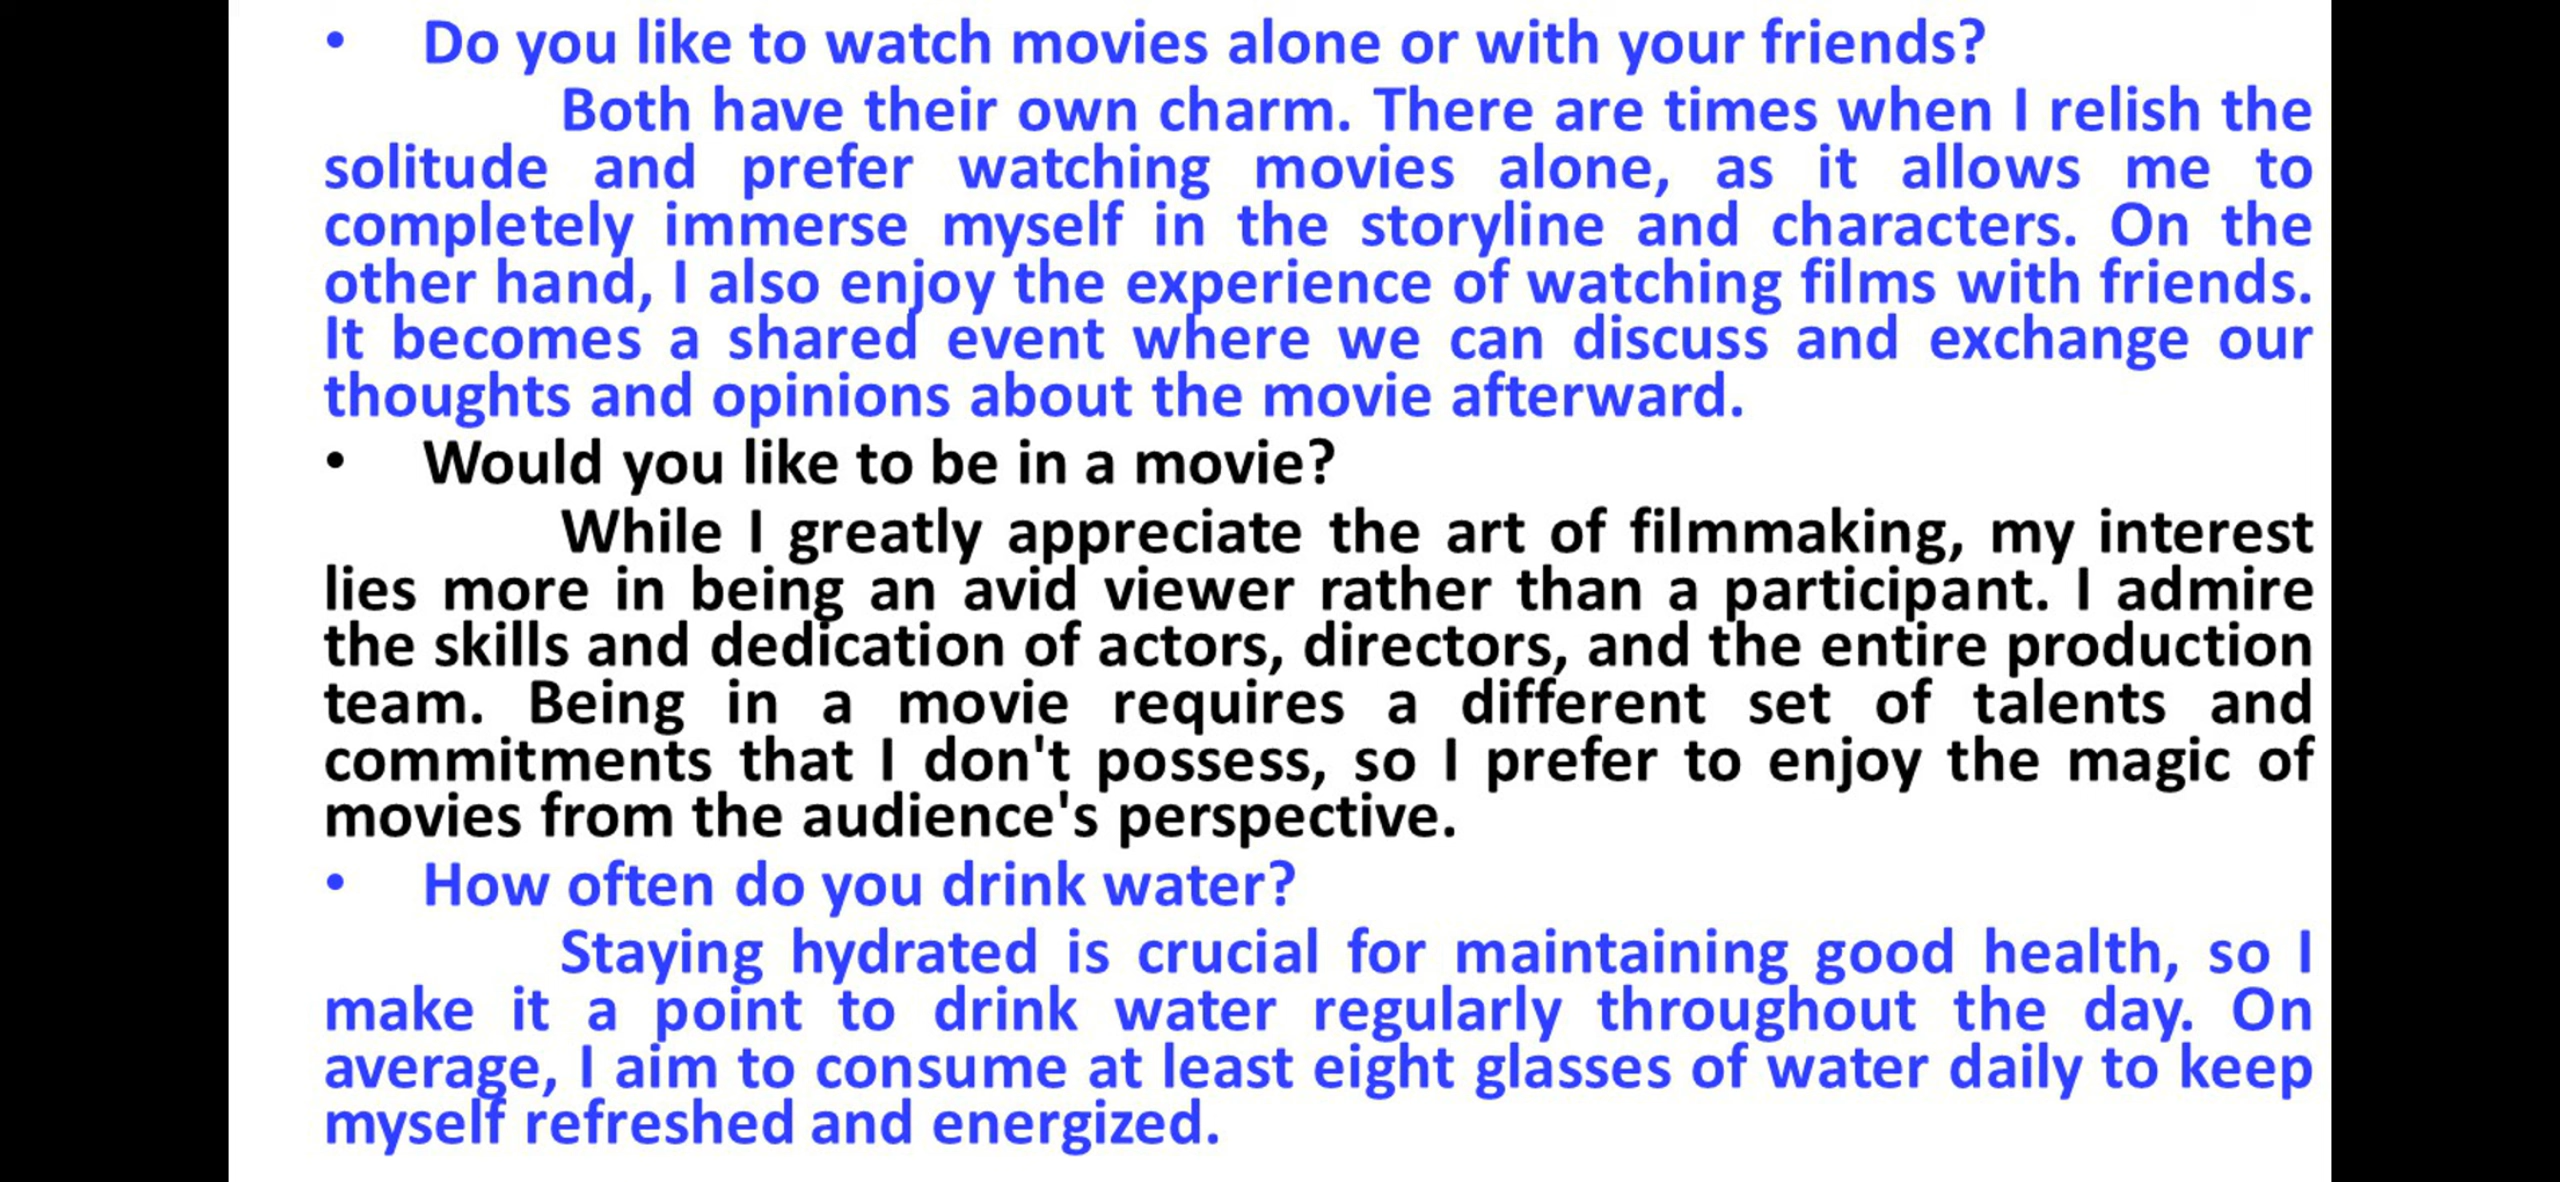 • Do you like to watch movies alone or with your friends?
Both have their own charm. There are times when I relish the
solitude and prefer watching movies alone, as it allows me to
completely immerse myself in the storyline and characters. On the
other hand, I also enjoy the experience of watching films with friends.
It becomes a shared event where we can discuss and exchange our
thoughts and opinions about the movie afterward.
• Would you like to be in a movie?
While I greatly appreciate the art of filmmaking, my interest
lies more in being an avid viewer rather than a participant. I admire
the skills and dedication of actors, directors, and the entire production
team. Being in a movie requires a different set of talents and
commitments that I don't possess, so I prefer to enjoy the magic of
movies from the audience's perspective.
• How often do you drink water?
Staying hydrated is crucial for maintaining good health, so I
make it a point to drink water regularly throughout the day. On
average, I aim to consume at least eight glasses of water daily to keep
myself refreshed and energized.